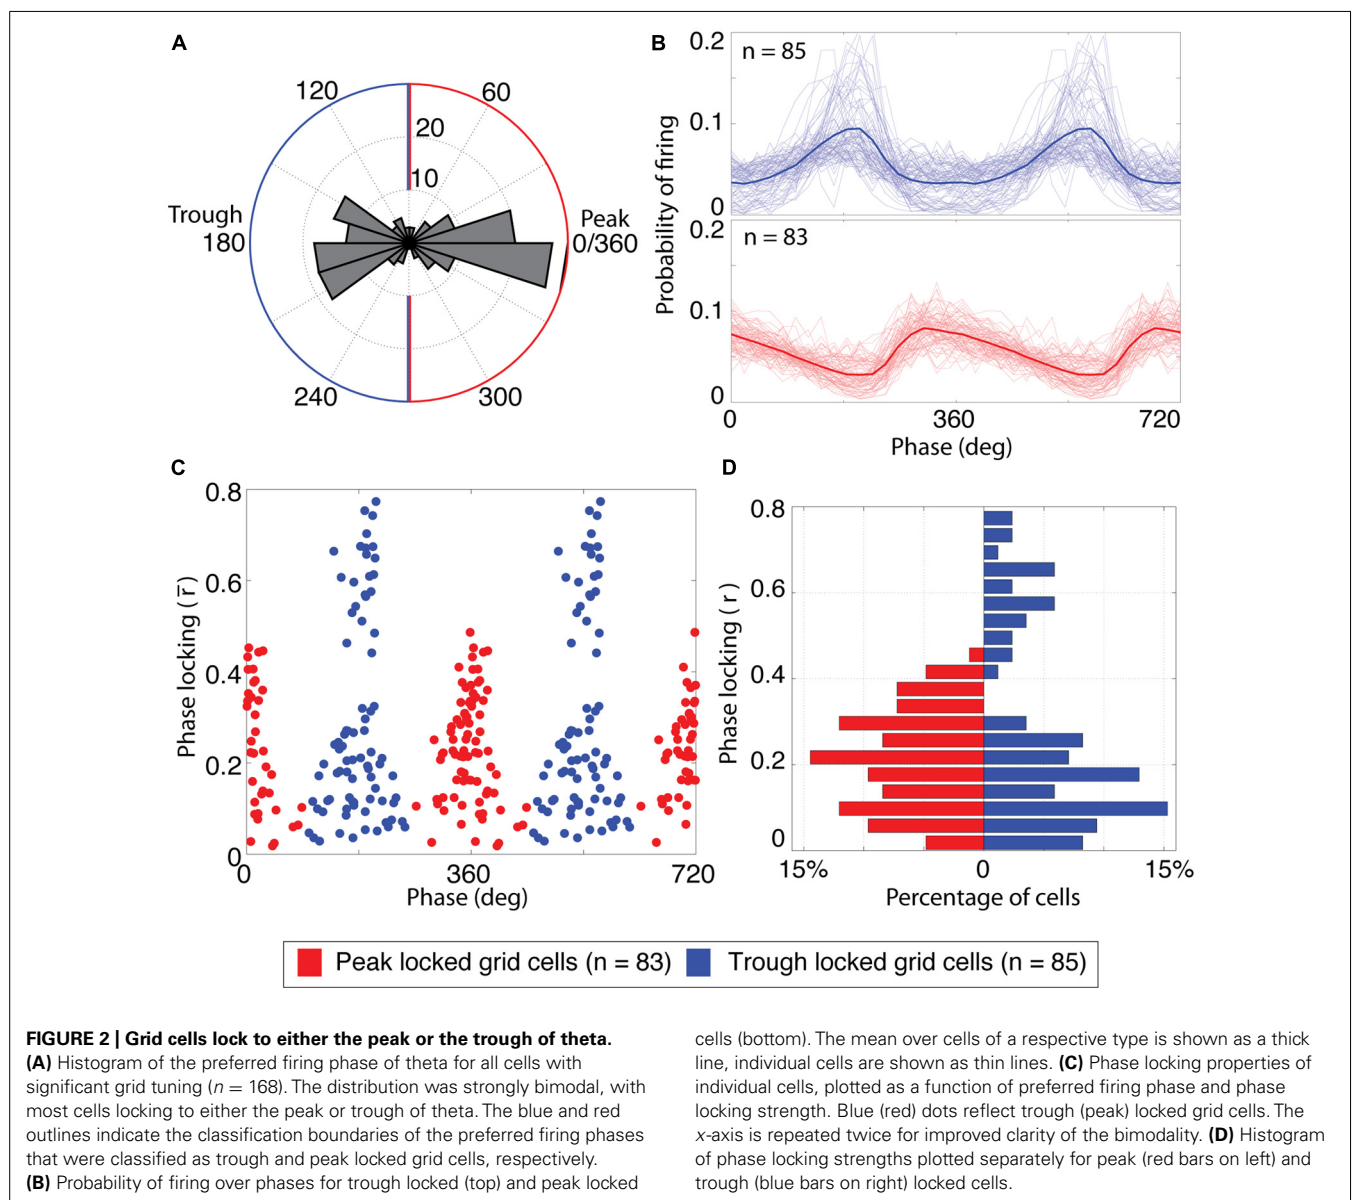 A
120
60
20
10
Trough
180
Peak
0/360
240
300
B
Probability of firing
0.2
n = 85
0.1
0
0.2
n = 83
0.1
0
0
360
720
Phase (deg)
C
Phase locking ( r̅ )
0.8
0.6
0.4
0.2
0
0
360
720
Phase (deg)
D
Phase locking ( r )
0.8
0.6
0.4
0.2
0
15%
0
15%
Percentage of cells
Peak locked grid cells (n = 83)
Trough locked grid cells (n = 85)
FIGURE 2 | Grid cells lock to either the peak or the trough of theta.
(A) Histogram of the preferred firing phase of theta for all cells with
significant grid tuning (n = 168). The distribution was strongly bimodal, with
most cells locking to either the peak or trough of theta. The blue and red
outlines indicate the classification boundaries of the preferred firing phases
that were classified as trough and peak locked grid cells, respectively.
(B) Probability of firing over phases for trough locked (top) and peak locked
cells (bottom). The mean over cells of a respective type is shown as a thick
line, individual cells are shown as thin lines. (C) Phase locking properties of
individual cells, plotted as a function of preferred firing phase and phase
locking strength. Blue (red) dots reflect trough (peak) locked grid cells. The
x-axis is repeated twice for improved clarity of the bimodality. (D) Histogram
of phase locking strengths plotted separately for peak (red bars on left) and
trough (blue bars on right) locked cells.